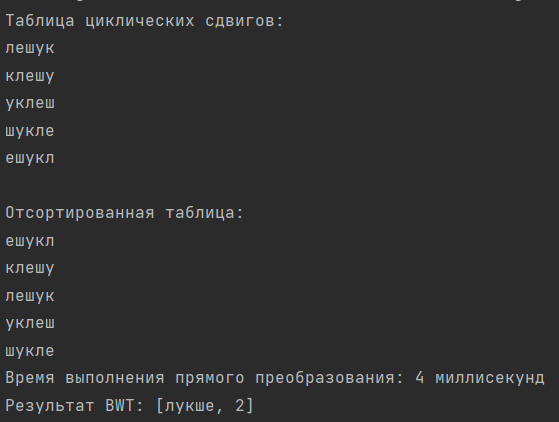 Таблица циклических сдвигов:
лешук
клешу
уклеш
шукле
ешукл
Отсортированная таблица:
ешукл
клешу
лешук
уклеш
шукле
Время выполнения прямого преобразования: 4 миллисекунд
Результат BWT: [лукше, 2]